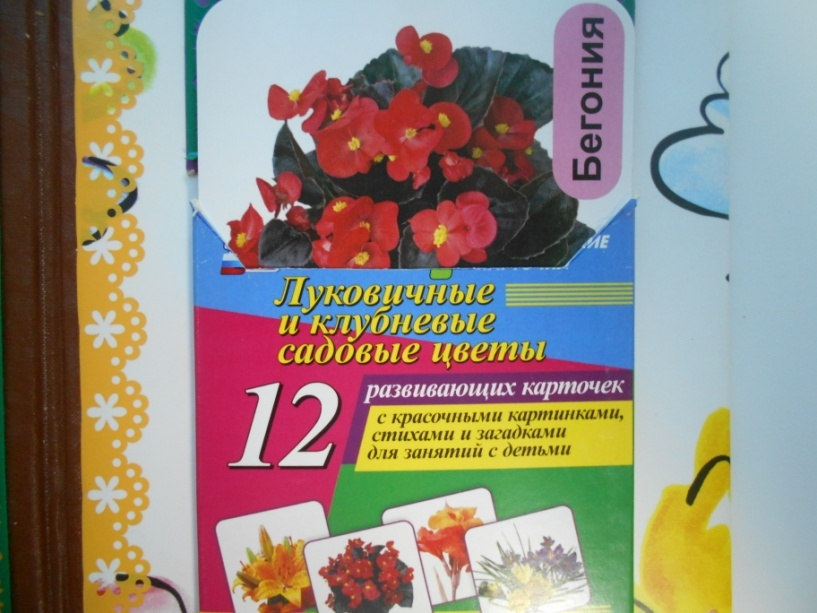 Бегония
Луковичные
и клубневые
садовые цветы
12
развивающих карточек
с красочными картинками,
стихами и загадками
для занятий с детьми